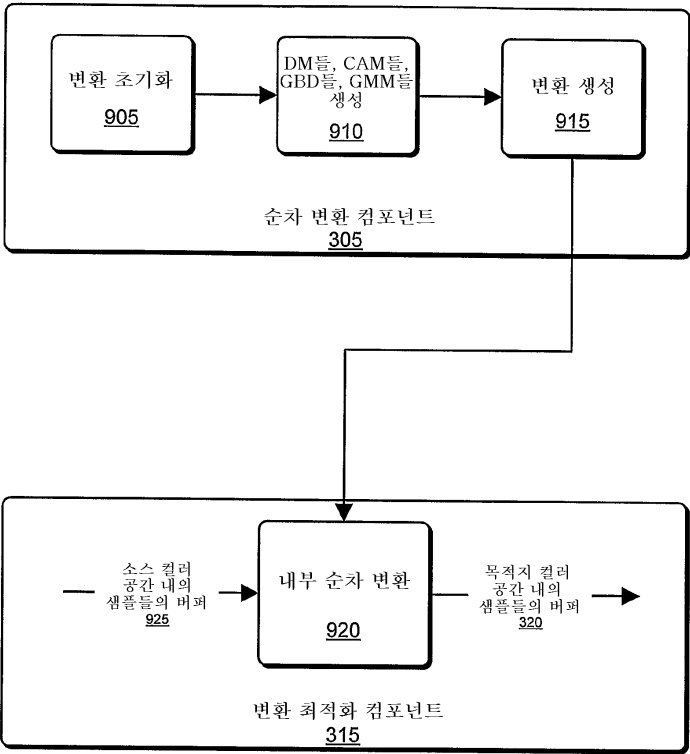 변환 초기화
905
DM들, CAM들,
GBD들, GMM들
생성
910
변환 생성
915
순차 변환 컴포넌트
305
소스 컬러
공간 내의
샘플들의 버퍼
925
내부 순차 변환
920
목적지 컬러
공간 내의
샘플들의 버퍼
320
변환 최적화 컴포넌트
315